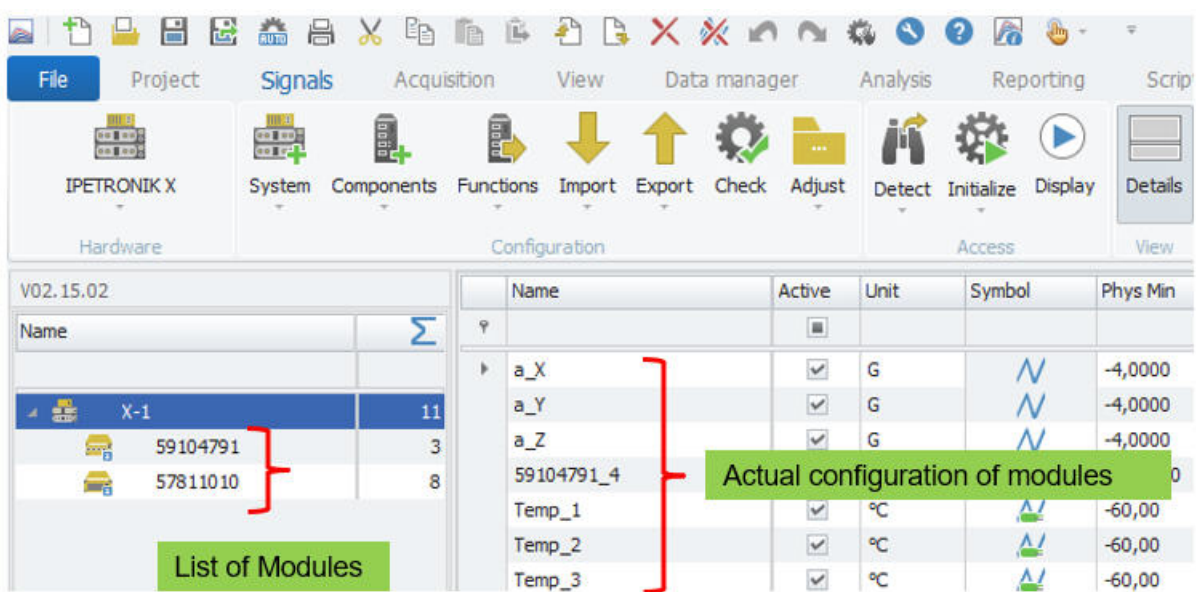 AUTO
File Project Signals Acquisition View Data manager Analysis Reporting Scrip
IPETRONIK X System Components Functions Import Export Check Adjust Detect Initialize Display Details
Hardware Configuration Access View
V02.15.02
Name Σ
Name Active Unit Symbol Phys Min
X-1 11
59104791 3
57811010 8
a_X G -4,0000
a_Y G -4,0000
a_Z G -4,0000
59104791_4 0
Temp_1 °C -60,00
Temp_2 °C -60,00
Temp_3 °C -60,00
Actual configuration of modules
List of Modules